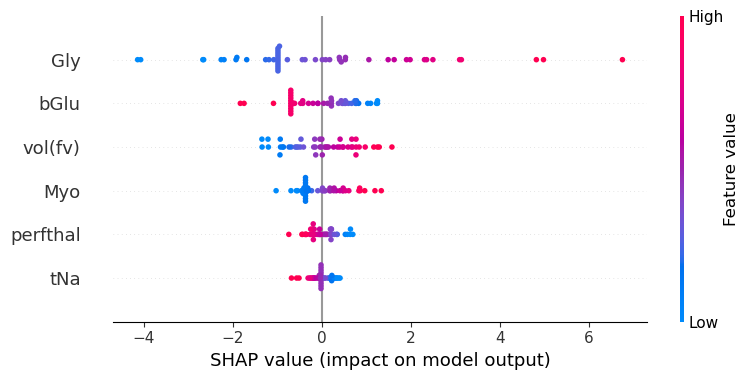 High
Gly
bGlu
vol(fv)
Myo
perfthal
tNa
Feature value
Low
−4 −2 0 2 4 6
SHAP value (impact on model output)